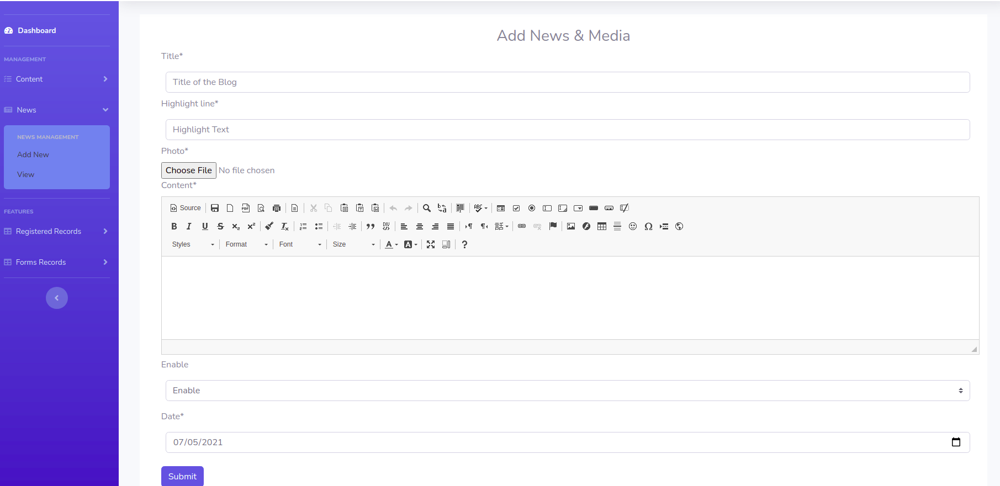 Dashboard
MANAGEMENT
Content
News
NEWS MANAGEMENT
Add New
View
FEATURES
Registered Records
Forms Records
Add News & Media
Title*
Title of the Blog
Highlight line*
Highlight Text
Photo*
Choose File No file chosen
Content*
Source
Styles Format Font Size
Enable
Enable
Date*
07/05/2021
Submit